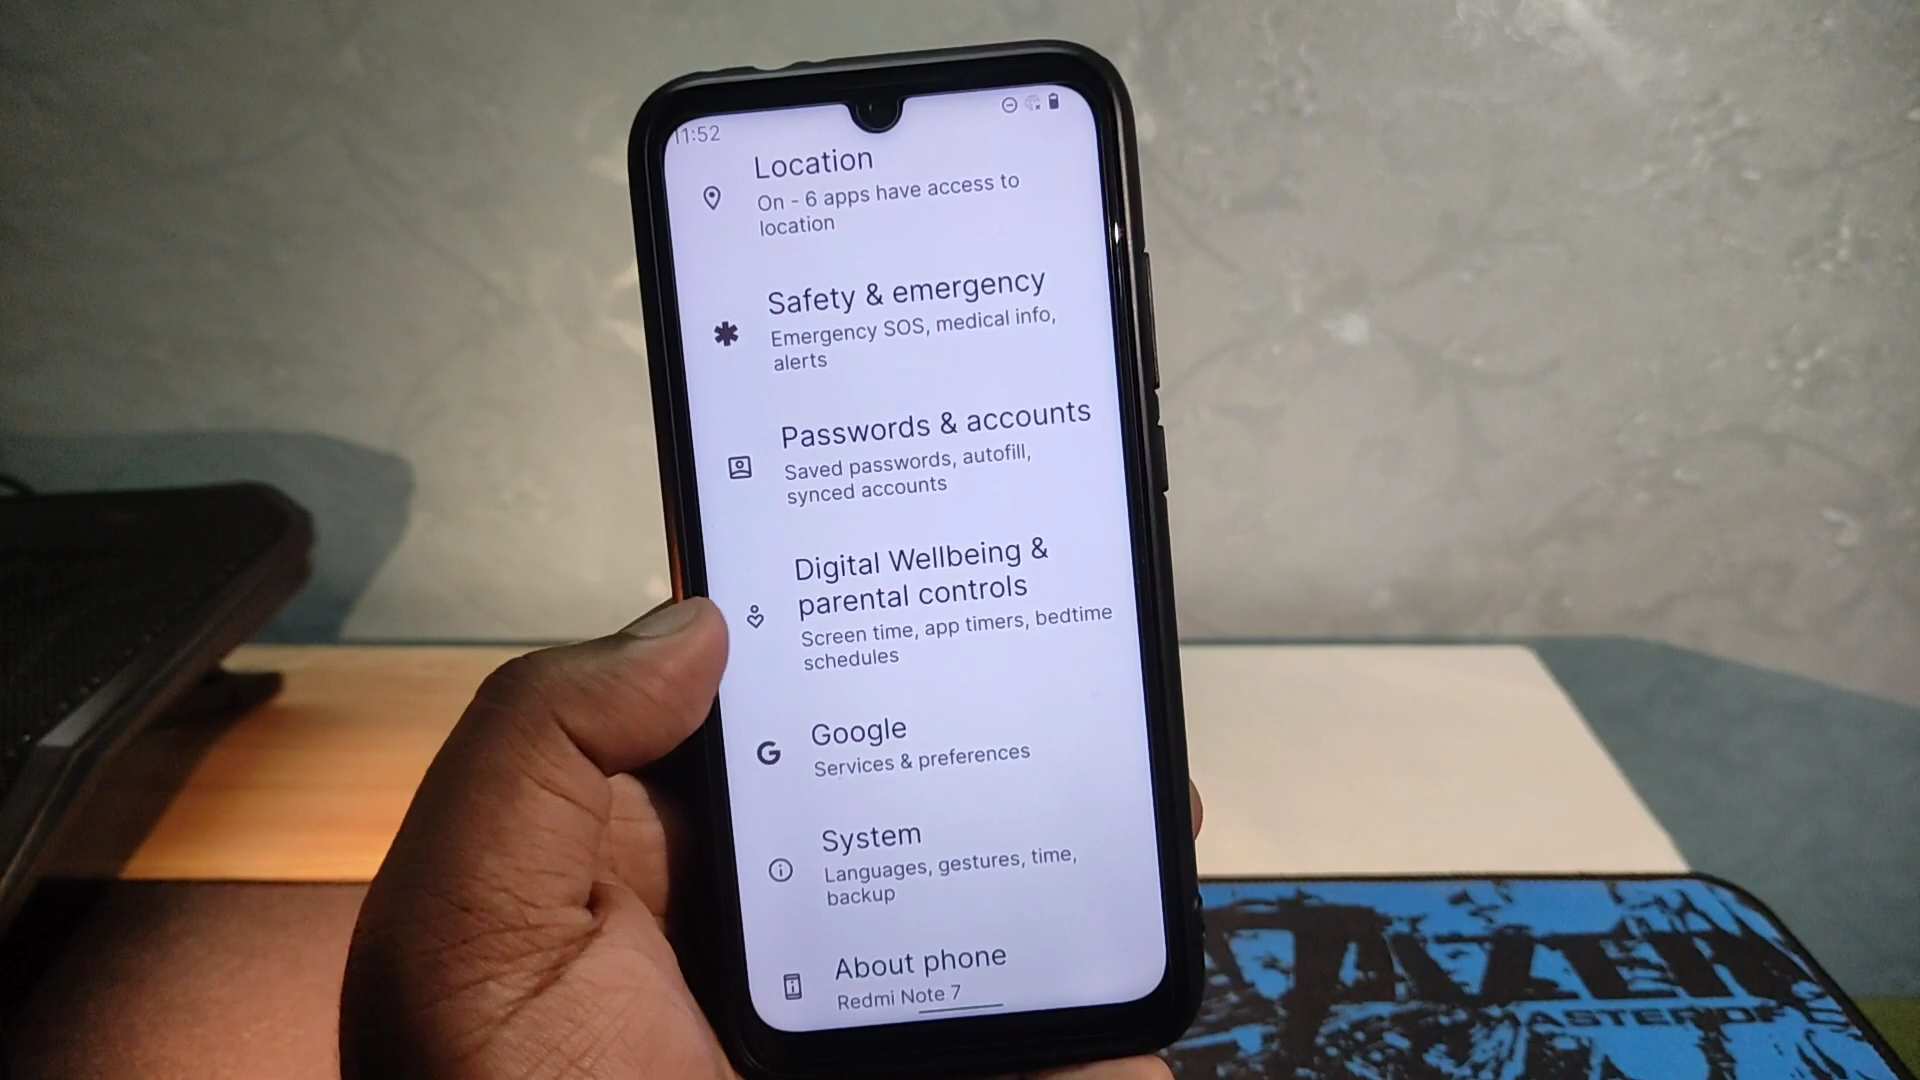 11:52
Location
On - 6 apps have access to
location
Safety & emergency
Emergency SOS, medical info,
alerts
Passwords & accounts
Saved passwords, autofill,
synced accounts
Digital Wellbeing &
parental controls
Screen time, app timers, bedtime
schedules
G
Google
Services & preferences
System
Languages, gestures, time,
backup
About phone
Redmi Note 7
MASTER OF